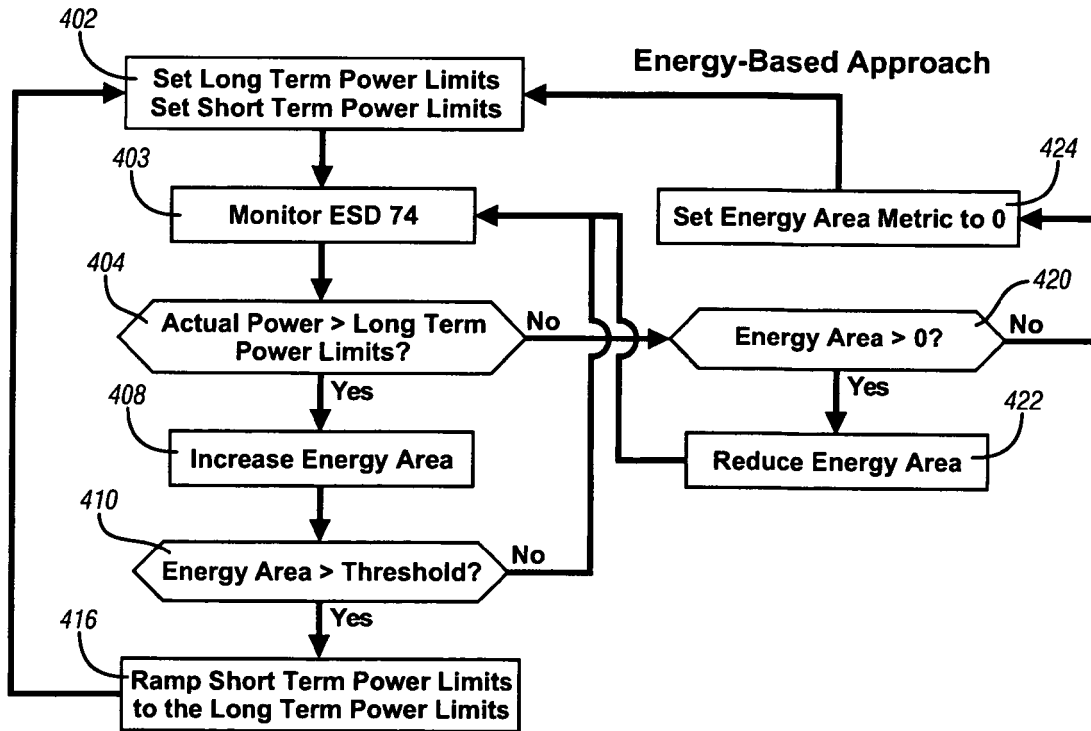 402
Set Long Term Power Limits
Set Short Term Power Limits
Energy-Based Approach
403
Monitor ESD 74
424
Set Energy Area Metric to 0
404
Actual Power > Long Term
Power Limits?
No
420
Energy Area > 0?
No
Yes
Yes
408
Increase Energy Area
422
Reduce Energy Area
410
Energy Area > Threshold?
No
Yes
416
Ramp Short Term Power Limits
to the Long Term Power Limits